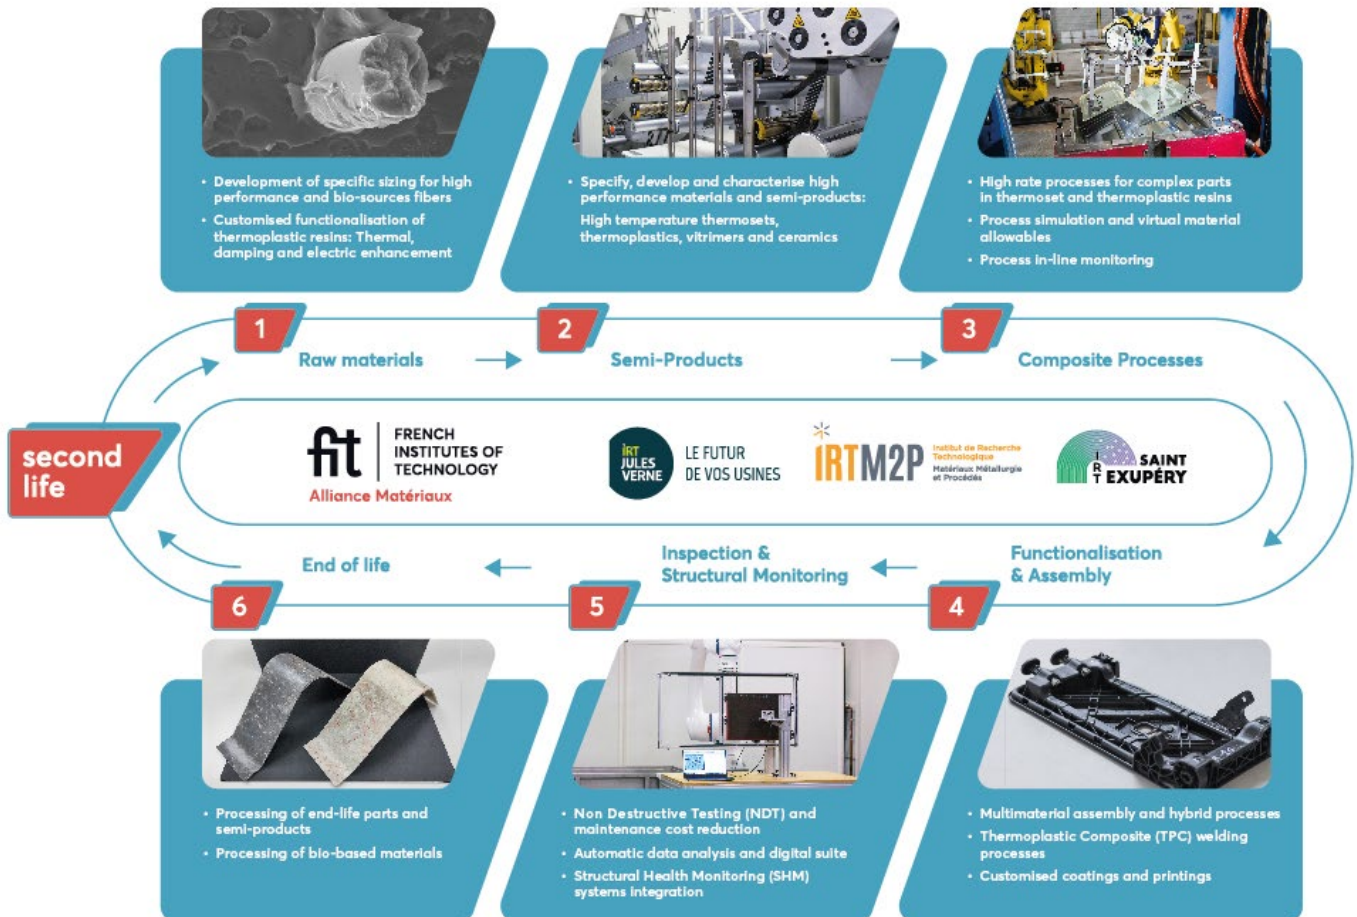 • Development of specific sizing for high
performance and bio-sources fibers
• Customised functionalisation of
thermoplastic resins: Thermal,
damping and electric enhancement
• Specify, develop and characterise high
performance materials and semi-products:
High temperature thermosets,
thermoplastics, vitrimers and ceramics
• High rate processes for complex parts
in thermoset and thermoplastic resins
• Process simulation and virtual material
allowables
• Process in-line monitoring
1
Raw materials
2
Semi-Products
3
Composite Processes
second
life
fit
FRENCH
INSTITUTES OF
TECHNOLOGY
Alliance Matériaux
iRT
JULES
VERNE
LE FUTUR
DE VOS USINES
iRTM2P
Institut de Recherche
Technologique
Matériaux Métallurgie
et Procédés
IRT
SAINT
EXUPÉRY
End of life
Inspection &
Structural Monitoring
Functionalisation
& Assembly
6
5
4
• Processing of end-life parts and
semi-products
• Processing of bio-based materials
• Non Destructive Testing (NDT) and
maintenance cost reduction
• Automatic data analysis and digital suite
• Structural Health Monitoring (SHM)
systems integration
• Multimaterial assembly and hybrid processes
• Thermoplastic Composite (TPC) welding
processes
• Customised coatings and printings